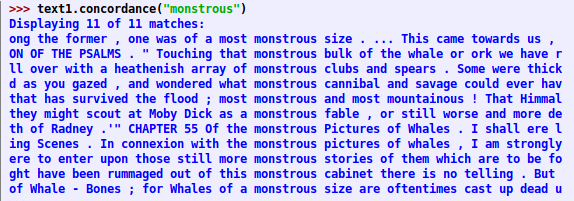 >>> text1.concordance("monstrous")
Displaying 11 of 11 matches:
ong the former , one was of a most monstrous size . ... This came towards us ,
ON OF THE PSALMS . " Touching that monstrous bulk of the whale or ork we have r
ll over with a heathenish array of monstrous clubs and spears . Some were thick
d as you gazed , and wondered what monstrous cannibal and savage could ever hav
that has survived the flood ; most monstrous and most mountainous ! That Himmal
they might scout at Moby Dick as a monstrous fable , or still worse and more de
th of Radney .'" CHAPTER 55 Of the monstrous Pictures of Whales . I shall ere l
ing Scenes . In connexion with the monstrous pictures of whales , I am strongly
ere to enter upon those still more monstrous stories of them which are to be fo
ght have been rummaged out of this monstrous cabinet there is no telling . But
of Whale - Bones ; for Whales of a monstrous size are oftentimes cast up dead u